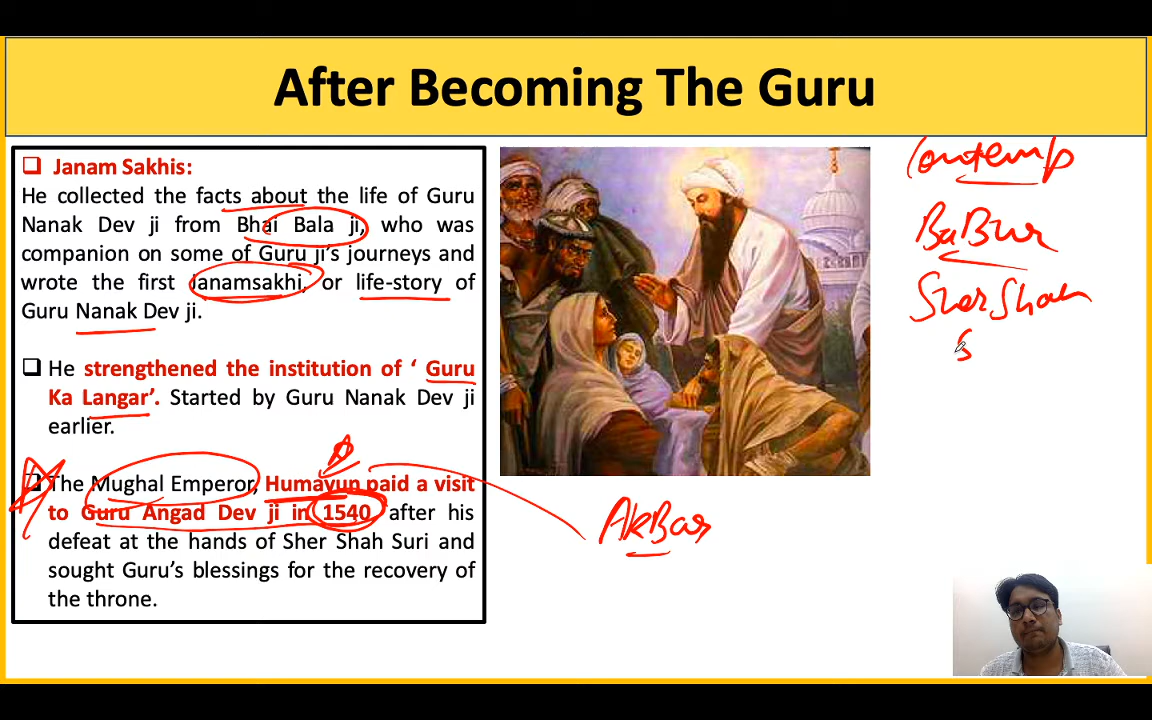 After Becoming The Guru
❑ Janam Sakhis:
He collected the facts about the life of Guru
Nanak Dev ji from Bhai Bala ji, who was
companion on some of Guru ji's journeys and
wrote the first janamsakhi, or life-story of
Guru Nanak Dev ji.
❑ He strengthened the institution of ‘ Guru
Ka Langar’. Started by Guru Nanak Dev ji
earlier.
❑ The Mughal Emperor, Humayun paid a visit
to Guru Angad Dev ji in 1540 after his
defeat at the hands of Sher Shah Suri and
sought Guru's blessings for the recovery of
the throne.
Contemp
BaBur
Sher Shah
S
AkBar